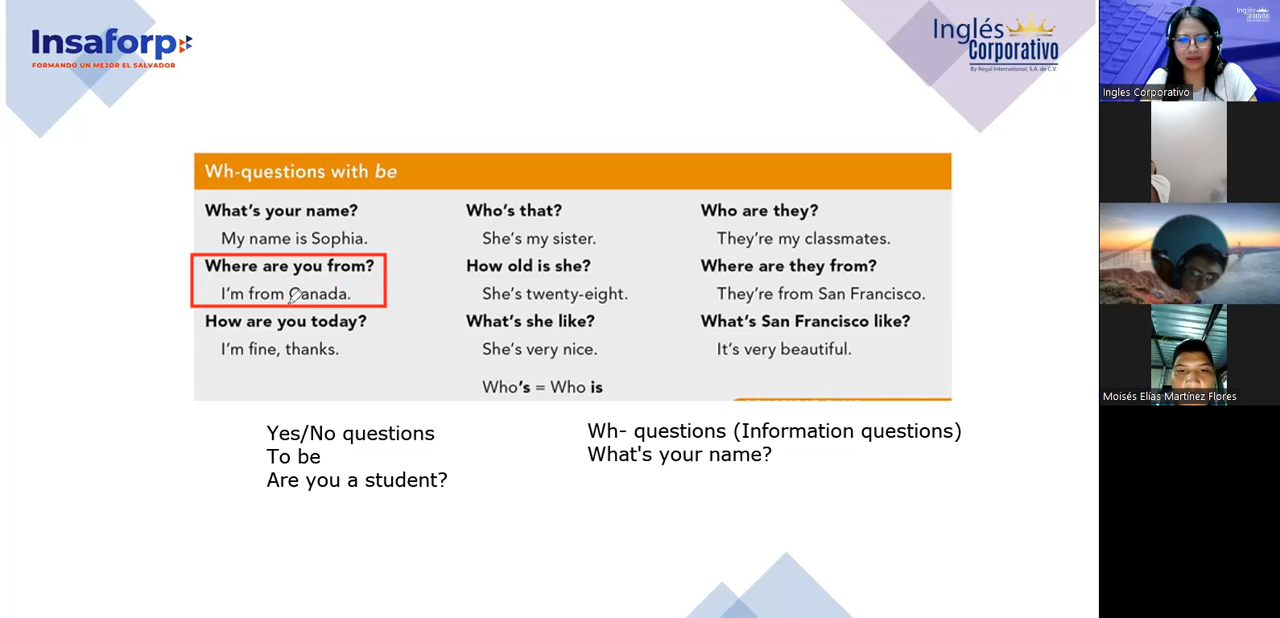 Insaforp
FORMANDO UN MEJOR EL SALVADOR
Inglés
Corporativo
By Regal International, S.A. de C.V.
Wh-questions with be
What's your name?
My name is Sophia.
Where are you from?
I'm from Canada.
How are you today?
I'm fine, thanks.
Who's that?
She's my sister.
How old is she?
She's twenty-eight.
What's she like?
She's very nice.
Who's = Who is
Who are they?
They're my classmates.
Where are they from?
They're from San Francisco.
What's San Francisco like?
It's very beautiful.
Yes/No questions
To be
Are you a student?
Wh- questions (Information questions)
What's your name?
Inglés
Ingles Corporativo
Moisés Elías Martínez Flores